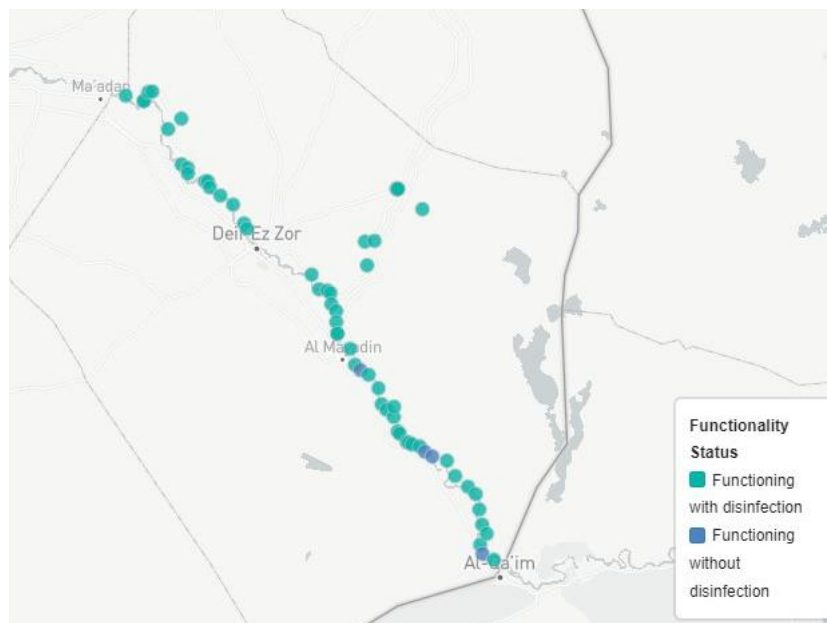 Ma'adan
Deir Ez Zor
Al Mayadin
Al-Qa'im
Functionality
Status
Functioning
with disinfection
Functioning
without
disinfection